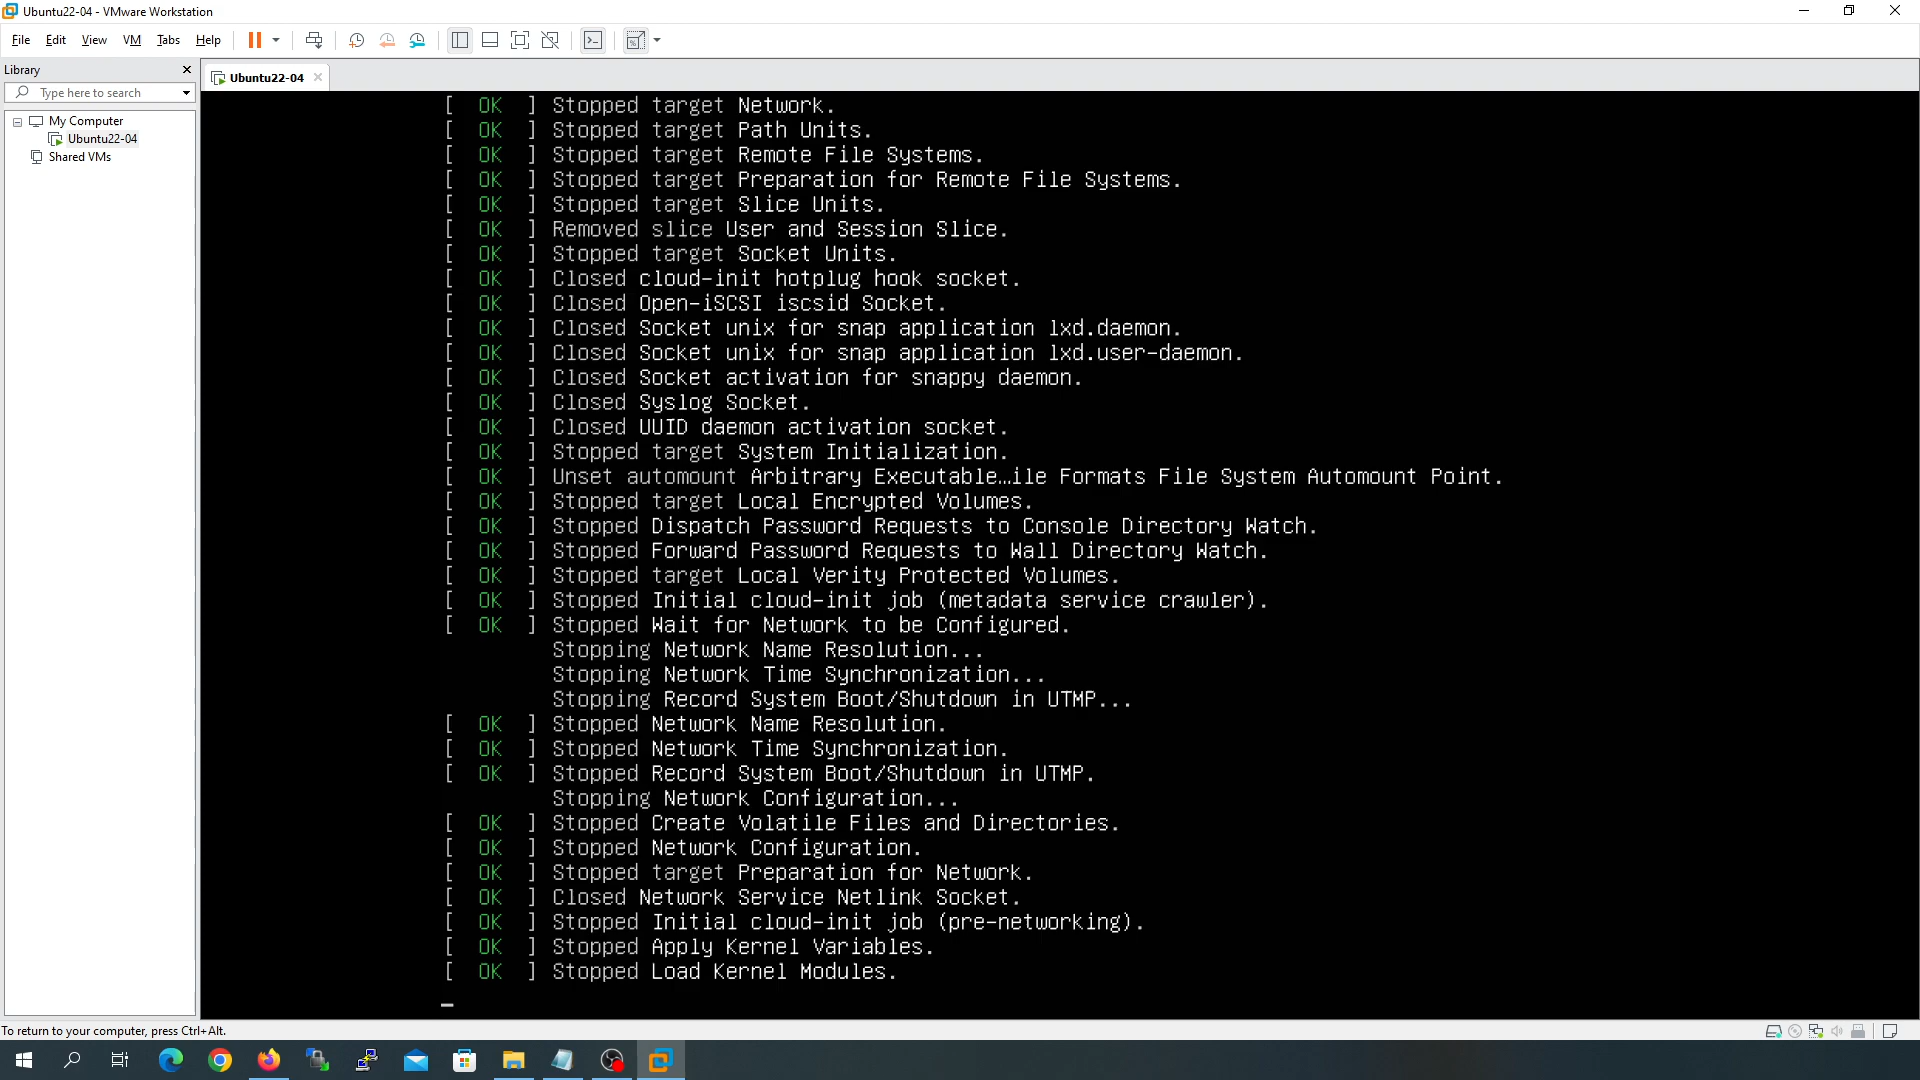 Ubuntu22-04 - VMware Workstation
File Edit View VM Tabs Help
Library
Type here to search
My Computer
Ubuntu22-04
Shared VMs
Ubuntu22-04
[ OK ] Stopped target Network.
[ OK ] Stopped target Path Units.
[ OK ] Stopped target Remote File Systems.
[ OK ] Stopped target Preparation for Remote File Systems.
[ OK ] Stopped target Slice Units.
[ OK ] Removed slice User and Session Slice.
[ OK ] Stopped target Socket Units.
[ OK ] Closed cloud-init hotplug hook socket.
[ OK ] Closed Open-iSCSI iscsid Socket.
[ OK ] Closed Socket unix for snap application lxd.daemon.
[ OK ] Closed Socket unix for snap application lxd.user-daemon.
[ OK ] Closed Socket activation for snappy daemon.
[ OK ] Closed Syslog Socket.
[ OK ] Closed UUID daemon activation socket.
[ OK ] Stopped target System Initialization.
[ OK ] Unset automount Arbitrary Executable…ile Formats File System Automount Point.
[ OK ] Stopped target Local Encrypted Volumes.
[ OK ] Stopped Dispatch Password Requests to Console Directory Watch.
[ OK ] Stopped Forward Password Requests to Wall Directory Watch.
[ OK ] Stopped target Local Verity Protected Volumes.
[ OK ] Stopped Initial cloud-init job (metadata service crawler).
[ OK ] Stopped Wait for Network to be Configured.
Stopping Network Name Resolution...
Stopping Network Time Synchronization...
Stopping Record System Boot/Shutdown in UTMP...
[ OK ] Stopped Network Name Resolution.
[ OK ] Stopped Network Time Synchronization.
[ OK ] Stopped Record System Boot/Shutdown in UTMP.
Stopping Network Configuration...
[ OK ] Stopped Create Volatile Files and Directories.
[ OK ] Stopped Network Configuration.
[ OK ] Stopped target Preparation for Network.
[ OK ] Closed Network Service Netlink Socket.
[ OK ] Stopped Initial cloud-init job (pre-networking).
[ OK ] Stopped Apply Kernel Variables.
[ OK ] Stopped Load Kernel Modules.
To return to your computer, press Ctrl+Alt.